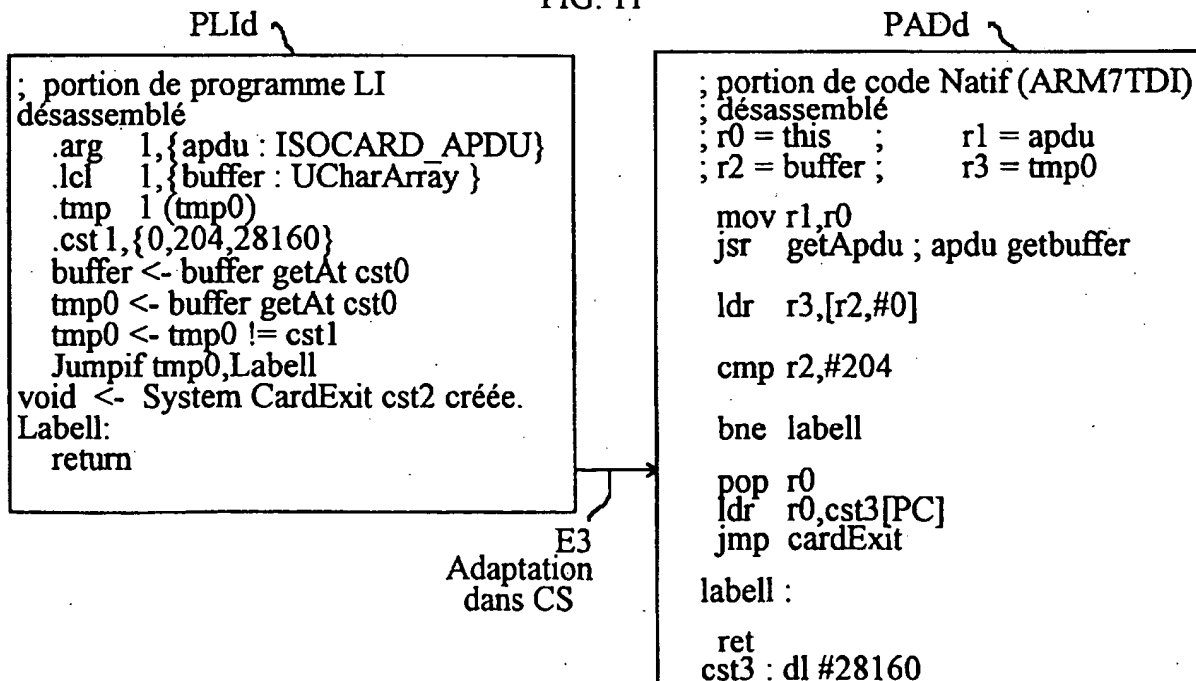 FIG. 11
PLId
; portion de programme LI
désassemblé
.arg 1,{apdu : ISOCARD_APDU}
.lcl 1,{buffer : UCharArray }
.tmp 1 (tmp0)
.cst 1,{0,204,28160}
buffer <- buffer getAt cst0
tmp0 <- buffer getAt cst0
tmp0 <- tmp0 != cst1
Jumpif tmp0,Labell
void <- System CardExit cst2 créée.
Labell:
return
E3
Adaptation
dans CS
PADd
; portion de code Natif (ARM7TDI)
; désassemblé
; r0 = this ; r1 = apdu
; r2 = buffer ; r3 = tmp0
mov r1,r0
jsr getApdu ; apdu getbuffer
ldr r3,[r2,#0]
cmp r2,#204
bne labell
pop r0
ldr r0,cst3[PC]
jmp cardExit
labell :
ret
cst3 : dl #28160